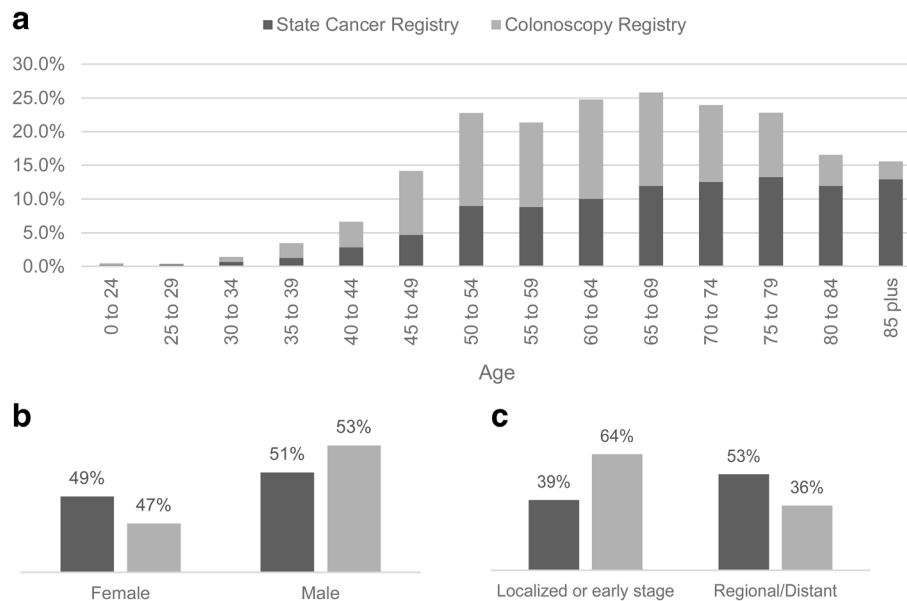 a
State Cancer Registry Colonoscopy Registry
30.0%
25.0%
20.0%
15.0%
10.0%
5.0%
0.0%
0 to 24
25 to 29
30 to 34
35 to 39
40 to 44
45 to 49
50 to 54
55 to 59
60 to 64
65 to 69
70 to 74
75 to 79
80 to 84
85 plus
Age
b
49%
47%
51%
53%
Female Male
c
39%
64%
53%
36%
Localized or early stage Regional/Distant